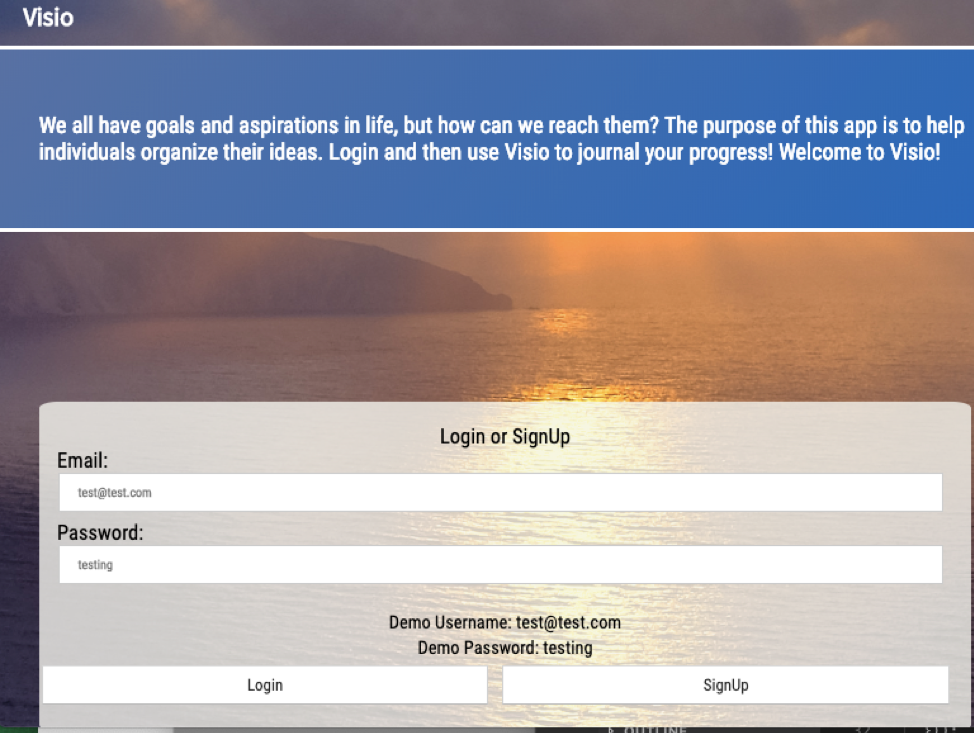 Visio
We all have goals and aspirations in life, but how can we reach them? The purpose of this app is to help
individuals organize their ideas. Login and then use Visio to journal your progress! Welcome to Visio!
Login or SignUp
Email:
test@test.com
Password:
testing
Demo Username: test@test.com
Demo Password: testing
Login SignUp
OUTLINE